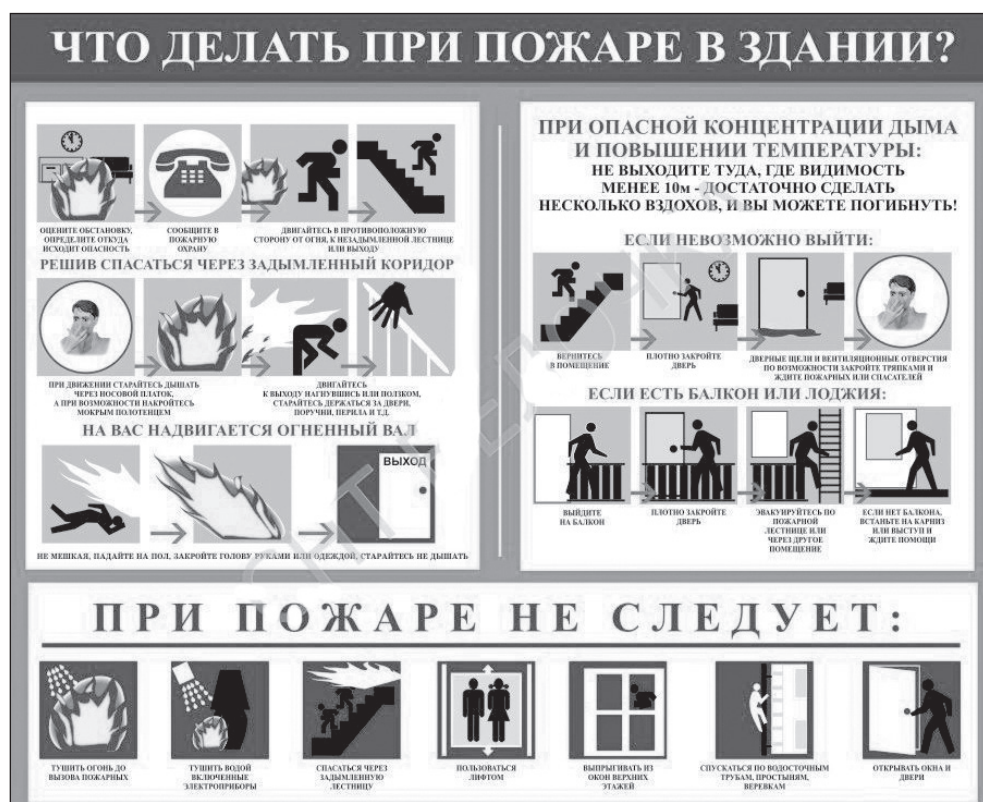 ЧТО ДЕЛАТЬ ПРИ ПОЖАРЕ В ЗДАНИИ?
ОЦЕНИТЕ ОБСТАНОВКУ,
ОПРЕДЕЛИТЕ ОТКУДА
ИСХОДИТ ОПАСНОСТЬ
СООБЩИТЕ В
ПОЖАРНУЮ
ОХРАНУ
ДВИГАЙТЕСЬ В ПРОТИВОПОЛОЖНУЮ
СТОРОНУ ОТ ОГНЯ, К НЕЗАДЫМЛЕННОЙ ЛЕСТНИЦЕ
ИЛИ ВЫХОДУ
РЕШИВ СПАСАТЬСЯ ЧЕРЕЗ ЗАДЫМЛЕННЫЙ КОРИДОР
ПРИ ДВИЖЕНИИ СТАРАЙТЕСЬ ДЫШАТЬ
ЧЕРЕЗ НОСОВОЙ ПЛАТОК,
А ПРИ ВОЗМОЖНОСТИ НАКРОЙТЕСЬ
МОКРЫМ ПОЛОТЕНЦЕМ
ДВИГАЙТЕСЬ
К ВЫХОДУ НАГНУВШИСЬ ИЛИ ПОЛЗКОМ,
СТАРАЙТЕСЬ ДЕРЖАТЬСЯ ЗА ДВЕРИ,
ПОРУЧНИ, ПЕРИЛА И Т.Д.
НА ВАС НАДВИГАЕТСЯ ОГНЕННЫЙ ВАЛ
ВЫХОД
НЕ МЕШКАЯ, ПАДАЙТЕ НА ПОЛ, ЗАКРОЙТЕ ГОЛОВУ РУКАМИ ИЛИ ОДЕЖДОЙ, СТАРАЙТЕСЬ НЕ ДЫШАТЬ
ПРИ ОПАСНОЙ КОНЦЕНТРАЦИИ ДЫМА
И ПОВЫШЕНИИ ТЕМПЕРАТУРЫ:
НЕ ВЫХОДИТЕ ТУДА, ГДЕ ВИДИМОСТЬ
МЕНЕЕ 10м - ДОСТАТОЧНО СДЕЛАТЬ
НЕСКОЛЬКО ВЗДОХОВ, И ВЫ МОЖЕТЕ ПОГИБНУТЬ!
ЕСЛИ НЕВОЗМОЖНО ВЫЙТИ:
ВЕРНИТЕСЬ
В ПОМЕЩЕНИЕ
ПЛОТНО ЗАКРОЙТЕ
ДВЕРЬ
ДВЕРНЫЕ ЩЕЛИ И ВЕНТИЛЯЦИОННЫЕ ОТВЕРСТИЯ
ПО ВОЗМОЖНОСТИ ЗАКРОЙТЕ ТРЯПКАМИ И
ЖДИТЕ ПОЖАРНЫХ ИЛИ СПАСАТЕЛЕЙ
ЕСЛИ ЕСТЬ БАЛКОН ИЛИ ЛОДЖИЯ:
ВЫЙДИТЕ
НА БАЛКОН
ПЛОТНО ЗАКРОЙТЕ
ДВЕРЬ
ЭВАКУИРУЙТЕСЬ ПО
ПОЖАРНОЙ
ЛЕСТНИЦЕ ИЛИ
ЧЕРЕЗ ДРУГОЕ
ПОМЕЩЕНИЕ
ЕСЛИ НЕТ БАЛКОНА,
ВСТАНЬТЕ НА КАРНИЗ
ИЛИ ВЫСТУП И
ЖДИТЕ ПОМОЩИ
ПРИ ПОЖАРЕ НЕ СЛЕДУЕТ:
ТУШИТЬ ОГОНЬ ДО
ВЫЗОВА ПОЖАРНЫХ
ТУШИТЬ ВОДОЙ
ВКЛЮЧЕННЫЕ
ЭЛЕКТРОПРИБОРЫ
СПАСАТЬСЯ ЧЕРЕЗ
ЗАДЫМЛЕННУЮ
ЛЕСТНИЦУ
ПОЛЬЗОВАТЬСЯ
ЛИФТОМ
ВЫПРЫГИВАТЬ ИЗ
ОКОН ВЕРХНИХ
ЭТАЖЕЙ
СПУСКАТЬСЯ ПО ВОДОСТОЧНЫМ
ТРУБАМ, ПРОСТЫНЯМ,
ВЕРЕВКАМ
ОТКРЫВАТЬ ОКНА И
ДВЕРИ